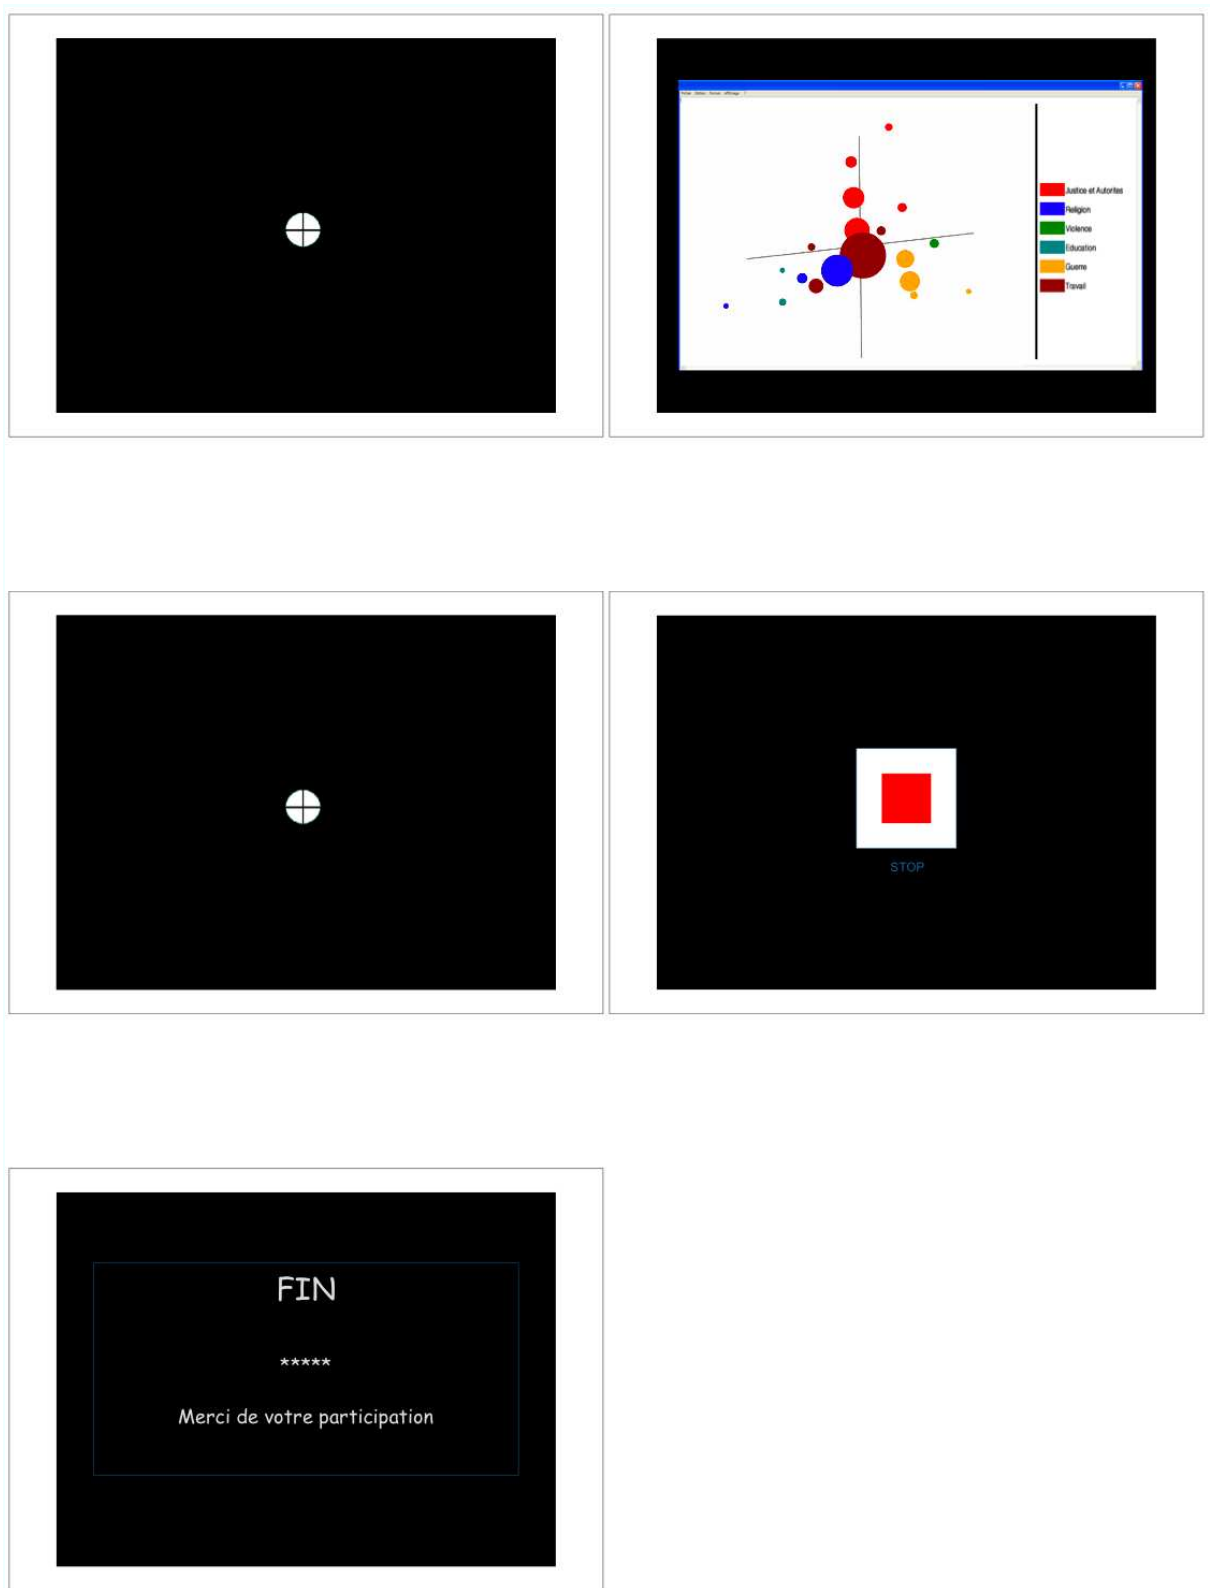 Justice et Autorites
Religion
Violence
Education
Guerre
Travail
STOP
FIN
*****
Merci de votre participation